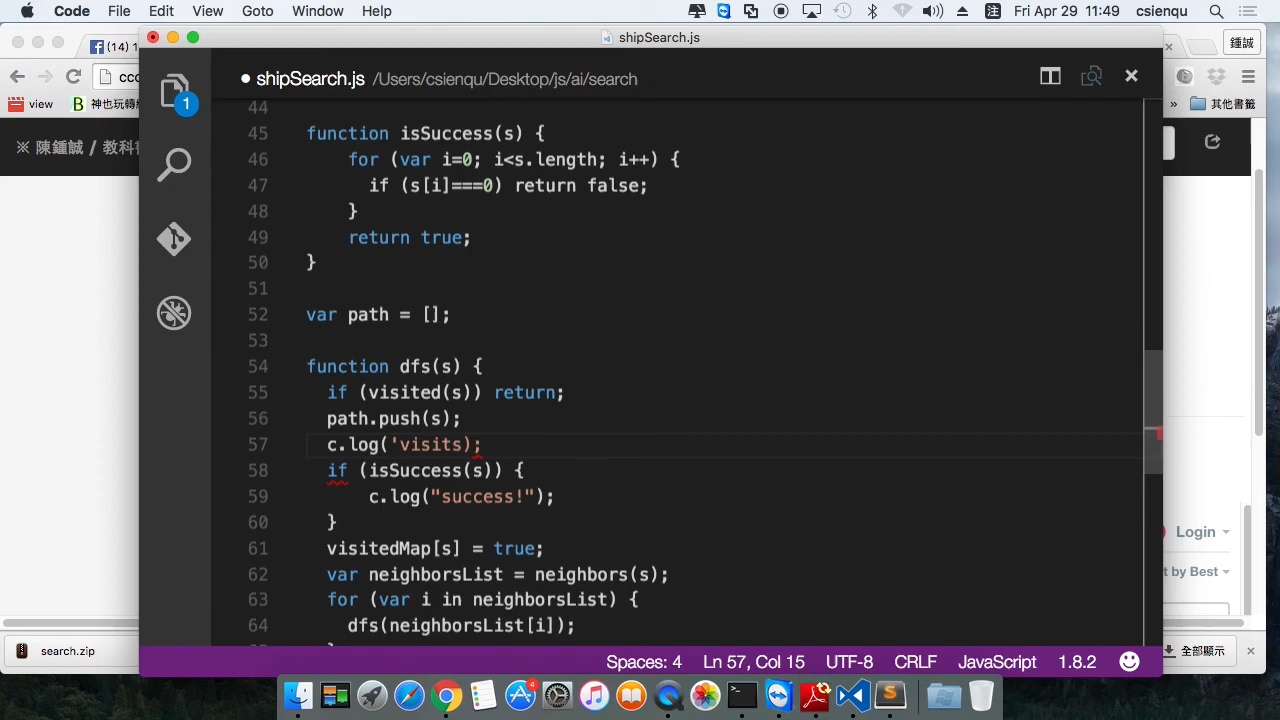 Code File Edit View Goto Window Help
注 Fri Apr 29 11:49 csienqu
shipSearch.js
(14)
鍾誠
view
其他書籤
1
shipSearch.js /Users/csienqu/Desktop/js/ai/search
※ 陳鍾誠 / 教科
44
45 function isSuccess(s) {
46 for (var i=0; i<s.length; i++) {
47 if (s[i]===0) return false;
48 }
49 return true;
50 }
51
52 var path = [];
53
54 function dfs(s) {
55 if (visited(s)) return;
56 path.push(s);
57 c.log('visits);
58 if (isSuccess(s)) {
59 c.log("success!");
60 }
61 visitedMap[s] = true;
62 var neighborsList = neighbors(s);
63 for (var i in neighborsList) {
64 dfs(neighborsList[i]);
Login
t by Best
search.zip
全部顯示
Spaces: 4 Ln 57, Col 15 UTF-8 CRLF JavaScript 1.8.2
4